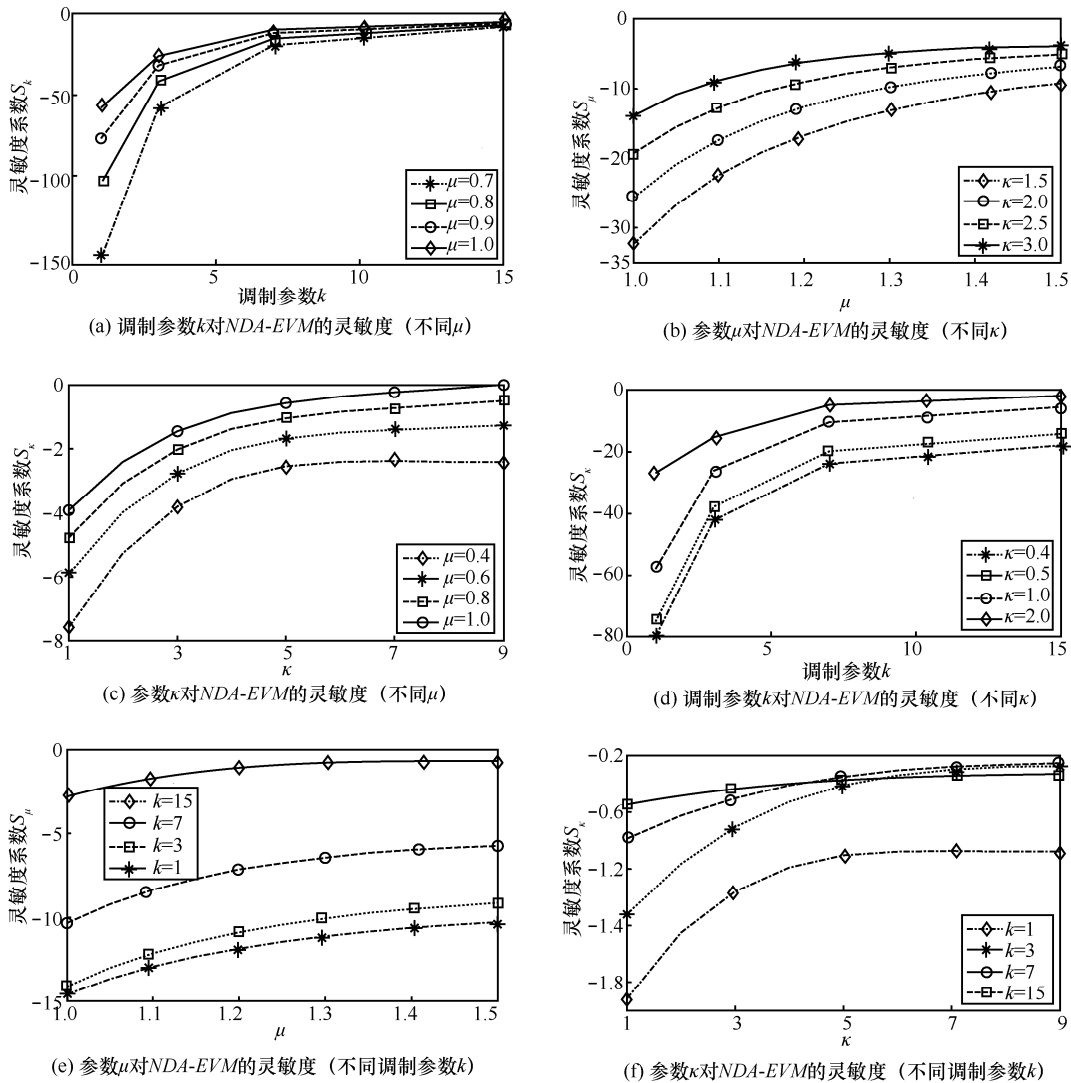 0
−50
−100
−150
灵敏度系数Sk
μ=0.7
μ=0.8
μ=0.9
μ=1.0
0 5 10 15
调制参数k
(a) 调制参数k对NDA-EVM的灵敏度（不同μ）
0
−10
−20
−30
−35
灵敏度系数Sμ
κ=1.5
κ=2.0
κ=2.5
κ=3.0
1.0 1.1 1.2 1.3 1.4 1.5
μ
(b) 参数μ对NDA-EVM的灵敏度（不同κ）
0
−2
−4
−6
−8
灵敏度系数Sκ
μ=0.4
μ=0.6
μ=0.8
μ=1.0
1 3 5 7 9
κ
(c) 参数κ对NDA-EVM的灵敏度（不同μ）
0
−20
−40
−60
−80
灵敏度系数Sκ
κ=0.4
κ=0.5
κ=1.0
κ=2.0
0 5 10 15
调制参数k
(d) 调制参数k对NDA-EVM的灵敏度（不同κ）
0
−5
−10
−15
灵敏度系数Sμ
k=15
k=7
k=3
k=1
1.0 1.1 1.2 1.3 1.4 1.5
μ
(e) 参数μ对NDA-EVM的灵敏度（不同调制参数k）
−0.2
−0.6
−1.2
−1.4
−1.8
灵敏度系数Sκ
k=1
k=3
k=7
k=15
1 3 5 7 9
κ
(f) 参数κ对NDA-EVM的灵敏度（不同调制参数k）